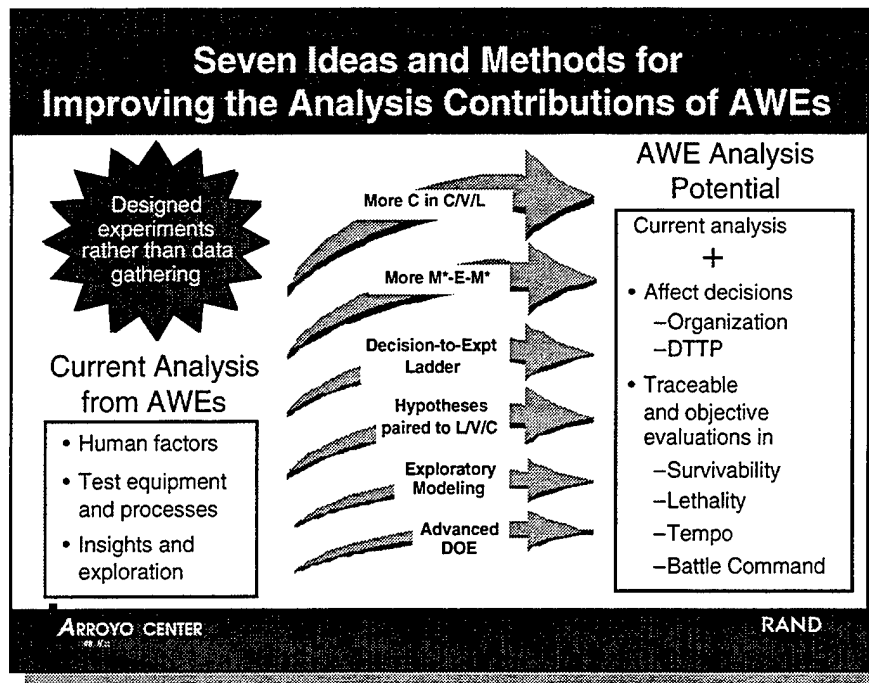 Seven Ideas and Methods for
Improving the Analysis Contributions of AWEs
Designed
experiments
rather than data
gathering
Current Analysis
from AWEs
• Human factors
• Test equipment
and processes
• Insights and
exploration
More C in C/V/L
More M*-E-M*
Decision-to-Expt
Ladder
Hypotheses
paired to L/V/C
Exploratory
Modeling
Advanced
DOE
AWE Analysis
Potential
Current analysis
+
• Affect decisions
–Organization
–DTTP
• Traceable
and objective
evaluations in
–Survivability
–Lethality
–Tempo
–Battle Command
ARROYO CENTER
RAND